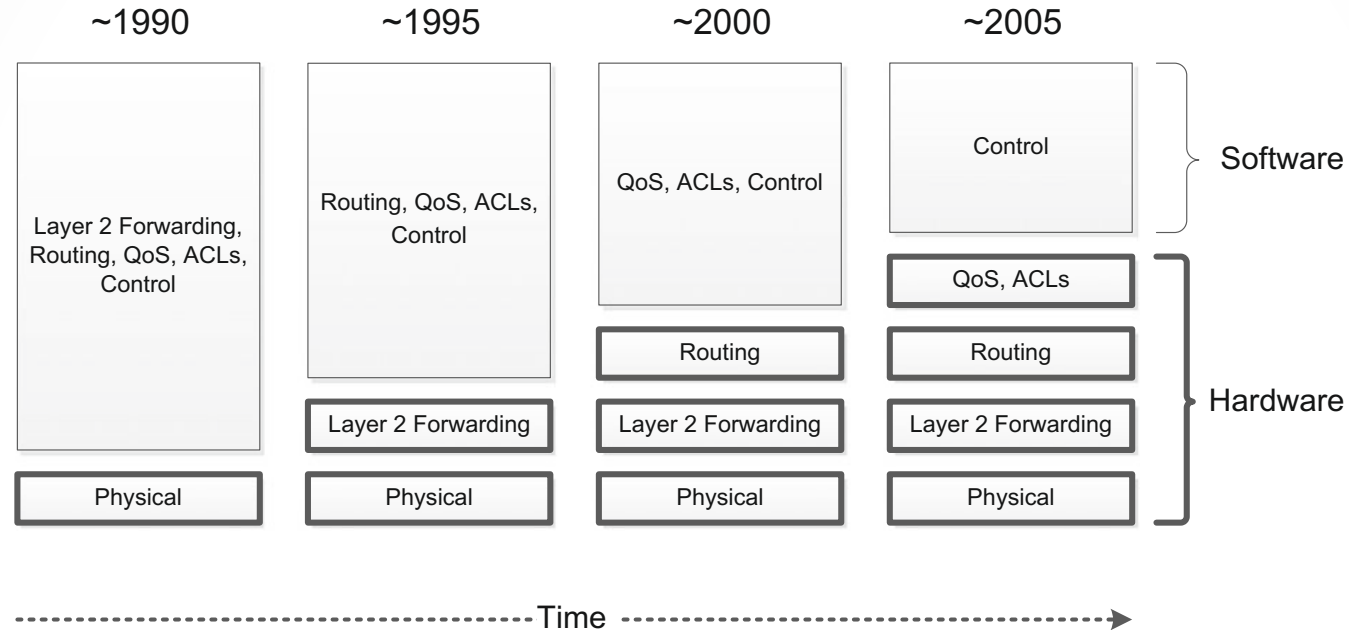 ~1990
~1995
~2000
~2005
Layer 2 Forwarding,
Routing, QoS, ACLs,
Control
Physical
Routing, QoS, ACLs,
Control
Layer 2 Forwarding
Physical
QoS, ACLs, Control
Routing
Layer 2 Forwarding
Physical
Control
QoS, ACLs
Routing
Layer 2 Forwarding
Physical
Software
Hardware
Time